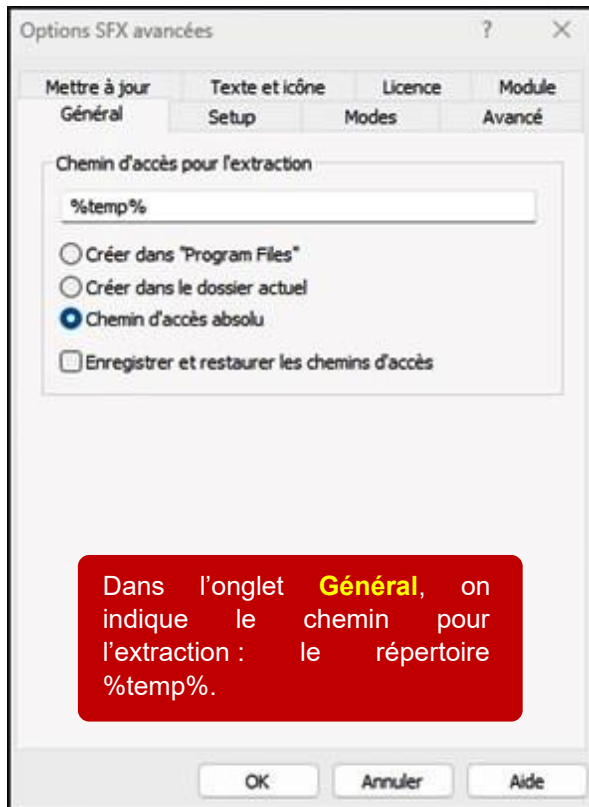 Options SFX avancées ? ×
Mettre à jour Texte et icône Licence Module
Général Setup Modes Avancé
Chemin d'accès pour l'extraction
%temp%
Créer dans "Program Files"
Créer dans le dossier actuel
Chemin d'accès absolu
Enregistrer et restaurer les chemins d'accès
Dans l’onglet Général, on
indique le chemin pour
l’extraction : le répertoire
%temp%.
OK Annuler Aide